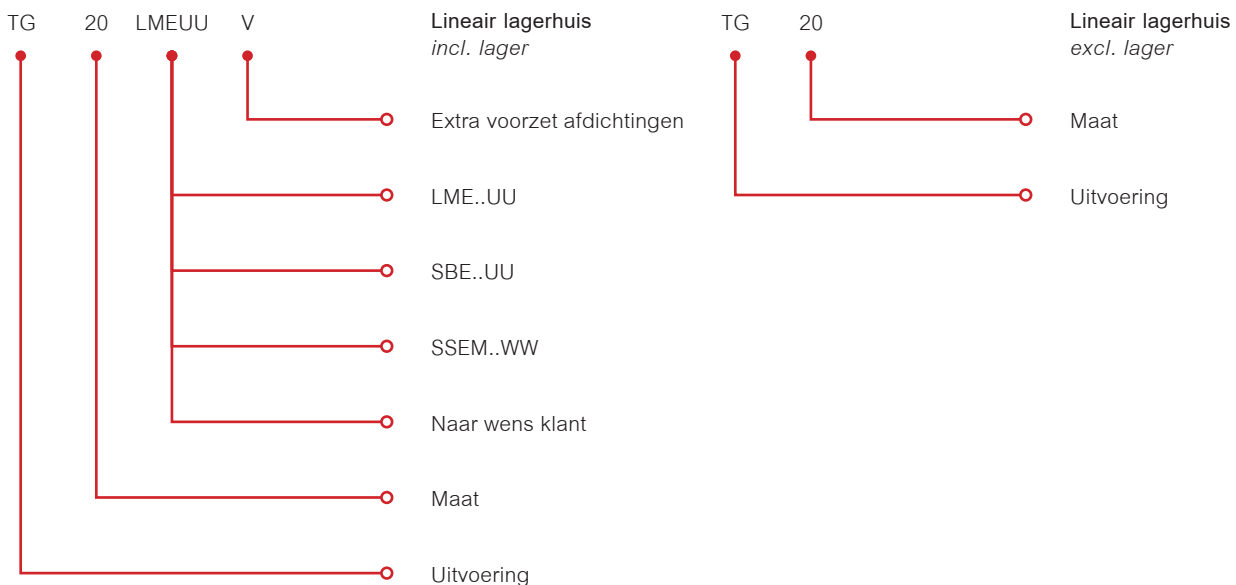 TG 20 LMEUU V
Lineair lagerhuis
incl. lager
Extra voorzet afdichtingen
LME..UU
SBE..UU
SSEM..WW
Naar wens klant
Maat
Uitvoering
TG 20
Lineair lagerhuis
excl. lager
Maat
Uitvoering